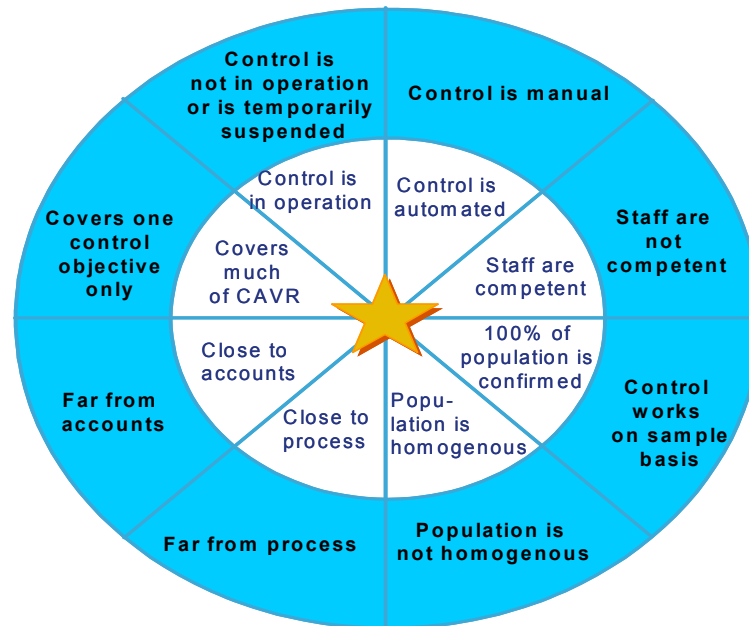 Control is
not in operation
or is temporarily
suspended
Control is manual
Staff are
not
competent
Control
works
on sample
basis
Population is
not homogenous
Far from process
Far from
accounts
Covers one
control
objective
only
Control is
in operation
Control is
automated
Staff are
competent
100% of
population is
confirmed
Popu-
lation is
homogenous
Close to
process
Close to
accounts
Covers
much
of CAVR